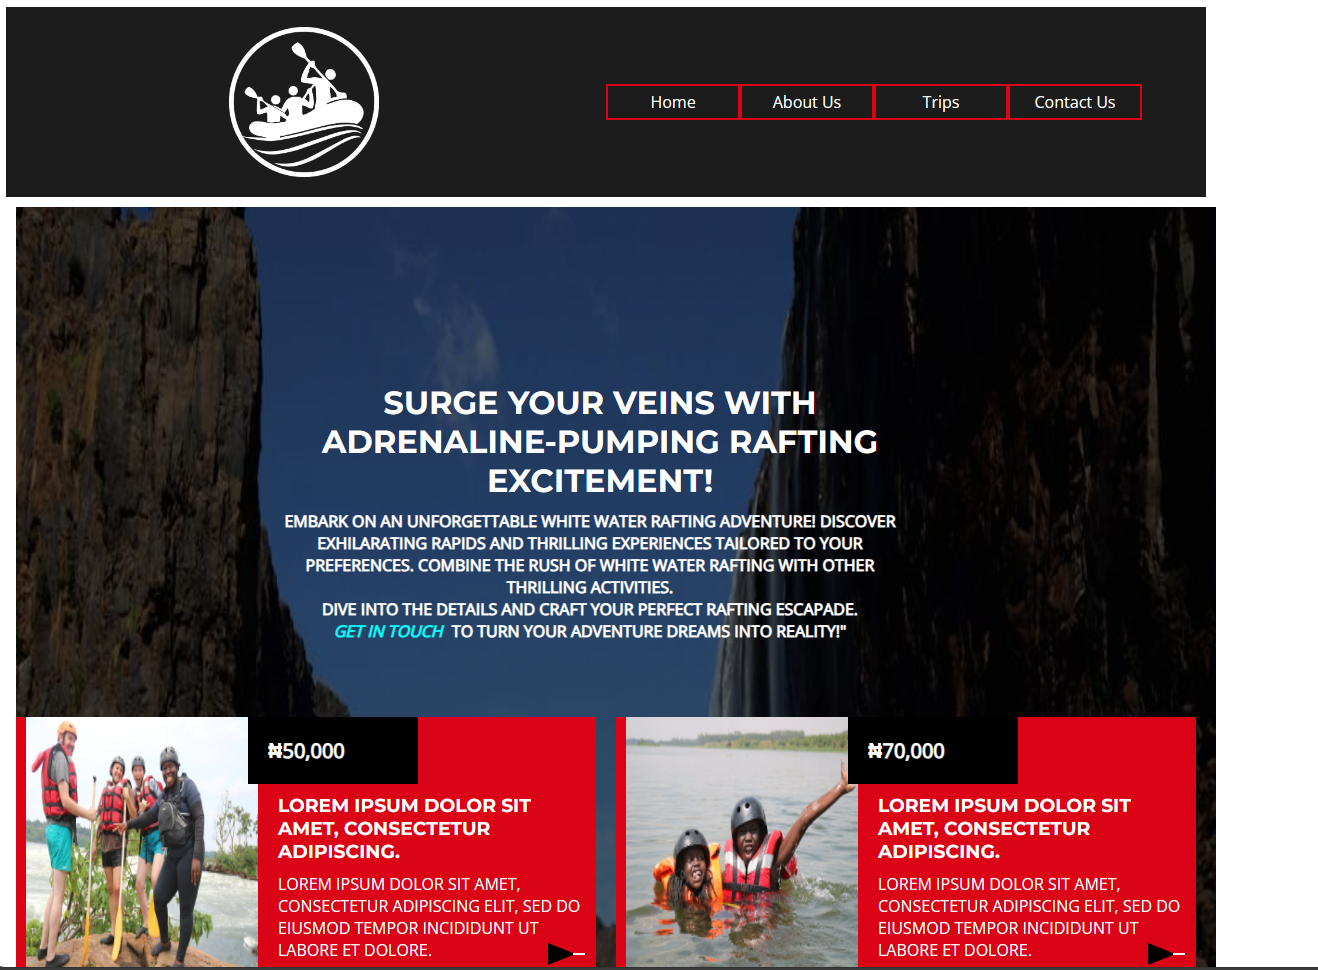 Home
About Us
Trips
Contact Us
SURGE YOUR VEINS WITH
ADRENALINE-PUMPING RAFTING
EXCITEMENT!
EMBARK ON AN UNFORGETTABLE WHITE WATER RAFTING ADVENTURE! DISCOVER
EXHILARATING RAPIDS AND THRILLING EXPERIENCES TAILORED TO YOUR
PREFERENCES. COMBINE THE RUSH OF WHITE WATER RAFTING WITH OTHER
THRILLING ACTIVITIES.
DIVE INTO THE DETAILS AND CRAFT YOUR PERFECT RAFTING ESCAPADE.
GET IN TOUCH TO TURN YOUR ADVENTURE DREAMS INTO REALITY!"
₦50,000
LOREM IPSUM DOLOR SIT
AMET, CONSECTETUR
ADIPISCING.
LOREM IPSUM DOLOR SIT AMET,
CONSECTETUR ADIPISCING ELIT, SED DO
EIUSMOD TEMPOR INCIDIDUNT UT
LABORE ET DOLORE.
₦70,000
LOREM IPSUM DOLOR SIT
AMET, CONSECTETUR
ADIPISCING.
LOREM IPSUM DOLOR SIT AMET,
CONSECTETUR ADIPISCING ELIT, SED DO
EIUSMOD TEMPOR INCIDIDUNT UT
LABORE ET DOLORE.